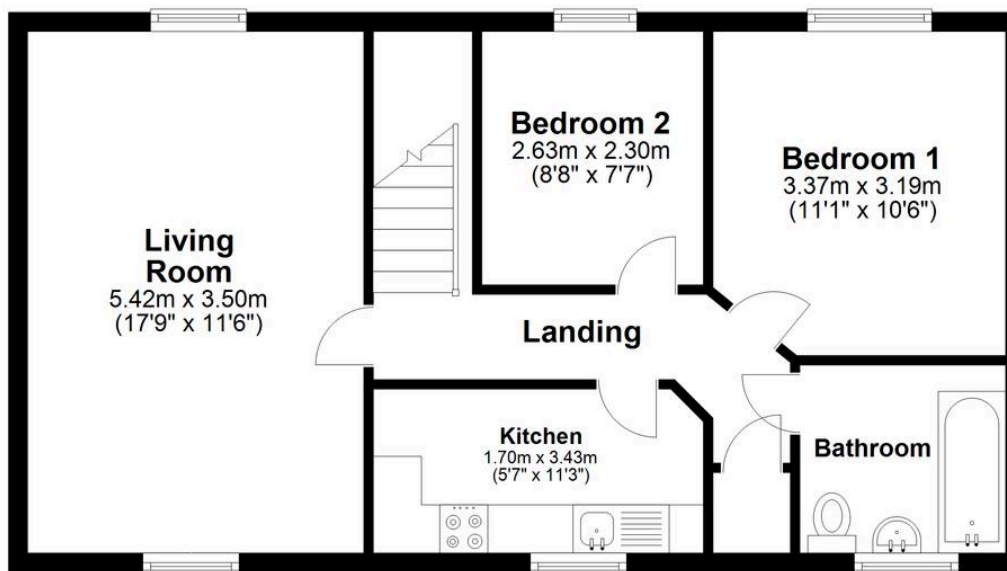 Living
Room
5.42m x 3.50m
(17'9" x 11'6")
Bedroom 2
2.63m x 2.30m
(8'8" x 7'7")
Bedroom 1
3.37m x 3.19m
(11'1" x 10'6")
Landing
Kitchen
1.70m x 3.43m
(5'7" x 11'3")
Bathroom